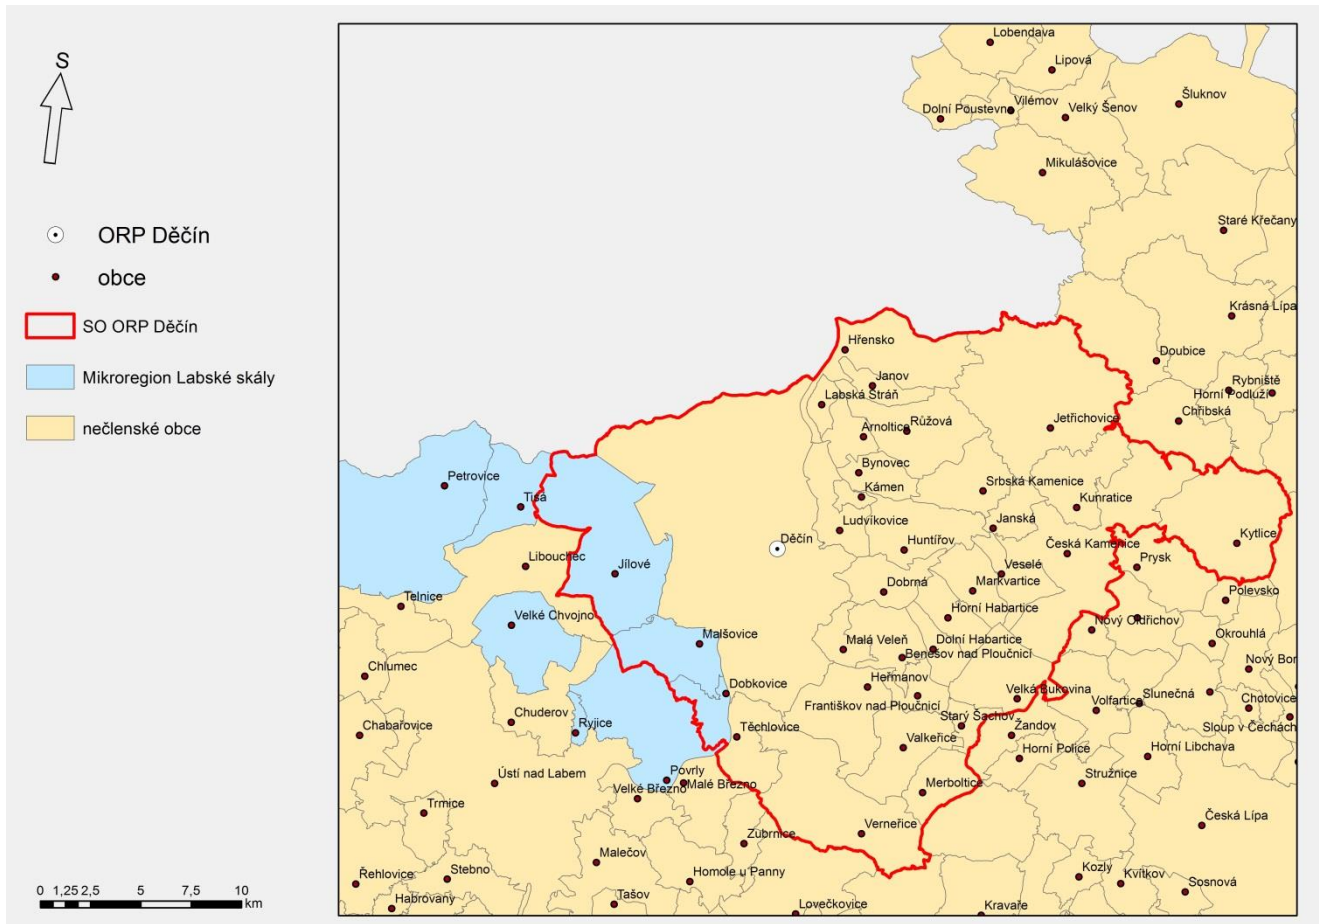 S
ORP Děčín
obce
SO ORP Děčín
Mikroregion Labské skály
nečlenské obce
0 1,25 2,5 5 7,5 10
km
Lobendava
Lipová
Šluknov
Dolní Poustevna
Vilémov
Velký Šenov
Mikulášovice
Staré Křečany
Krásná Lípa
Hřensko
Doubice
Janov
Rybniště
Horní Podluží
Labská Stráň
Chřibská
Arnoltice
Růžová
Jetřichovice
Bynovec
Petrovice
Kámen
Srbská Kamenice
Tisá
Kunratice
Ludvíkovice
Janská
Děčín
Kytlice
Huntířov
Česká Kamenice
Libouchec
Prysk
Jílové
Veselé
Dobrná
Markvartice
Telnice
Polevsko
Velké Chvojno
Horní Habartice
Nový Oldřichov
Malšovice
Malá Veleň
Dolní Habartice
Okrouhlá
Benešov nad Ploučnicí
Chlumec
Nový Bor
Heřmanov
Dobkovice
Velká Bukovina
Slunečná
Františkov nad Ploučnicí
Volfartice
Chotovice
Chuderov
Starý Šachov
Ryjice
Těchlovice
Žandov
Sloup v Čechách
Chabařovice
Valkeřice
Horní Police
Horní Libchava
Ústí nad Labem
Povrly
Malé Březno
Velké Březno
Merboltice
Stružnice
Trmice
Zubrnice
Verneřice
Česká Lípa
Malečov
Řehlovice
Stebno
Homole u Panny
Kozly
Kvítkov
Sosnová
Habrovany
Tašov
Lovečkovice
Kravaře